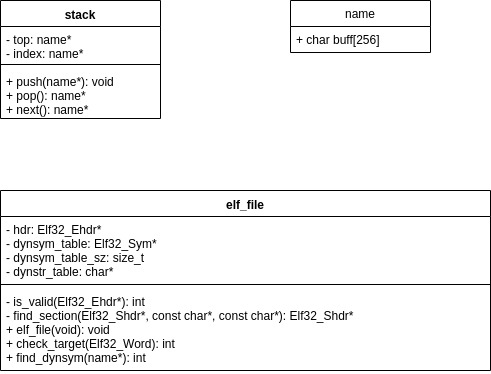 stack
- top: name*
- index: name*
+ push(name*): void
+ pop(): name*
+ next(): name*
name
+ char buff[256]
elf_file
- hdr: Elf32_Ehdr*
- dynsym_table: Elf32_Sym*
- dynsym_table_sz: size_t
- dynstr_table: char*
- is_valid(Elf32_Ehdr*): int
- find_section(Elf32_Shdr*, const char*, const char*): Elf32_Shdr*
+ elf_file(void): void
+ check_target(Elf32_Word): int
+ find_dynsym(name*): int